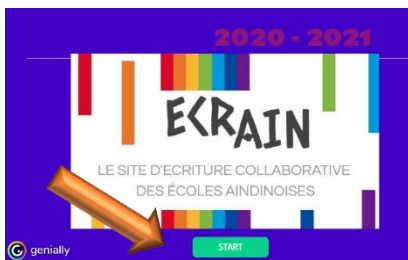 2020 - 2021
ECRAIN
LE SITE D'ECRITURE COLLABORATIVE
DES ÉCOLES AINDINOISES
START
genially